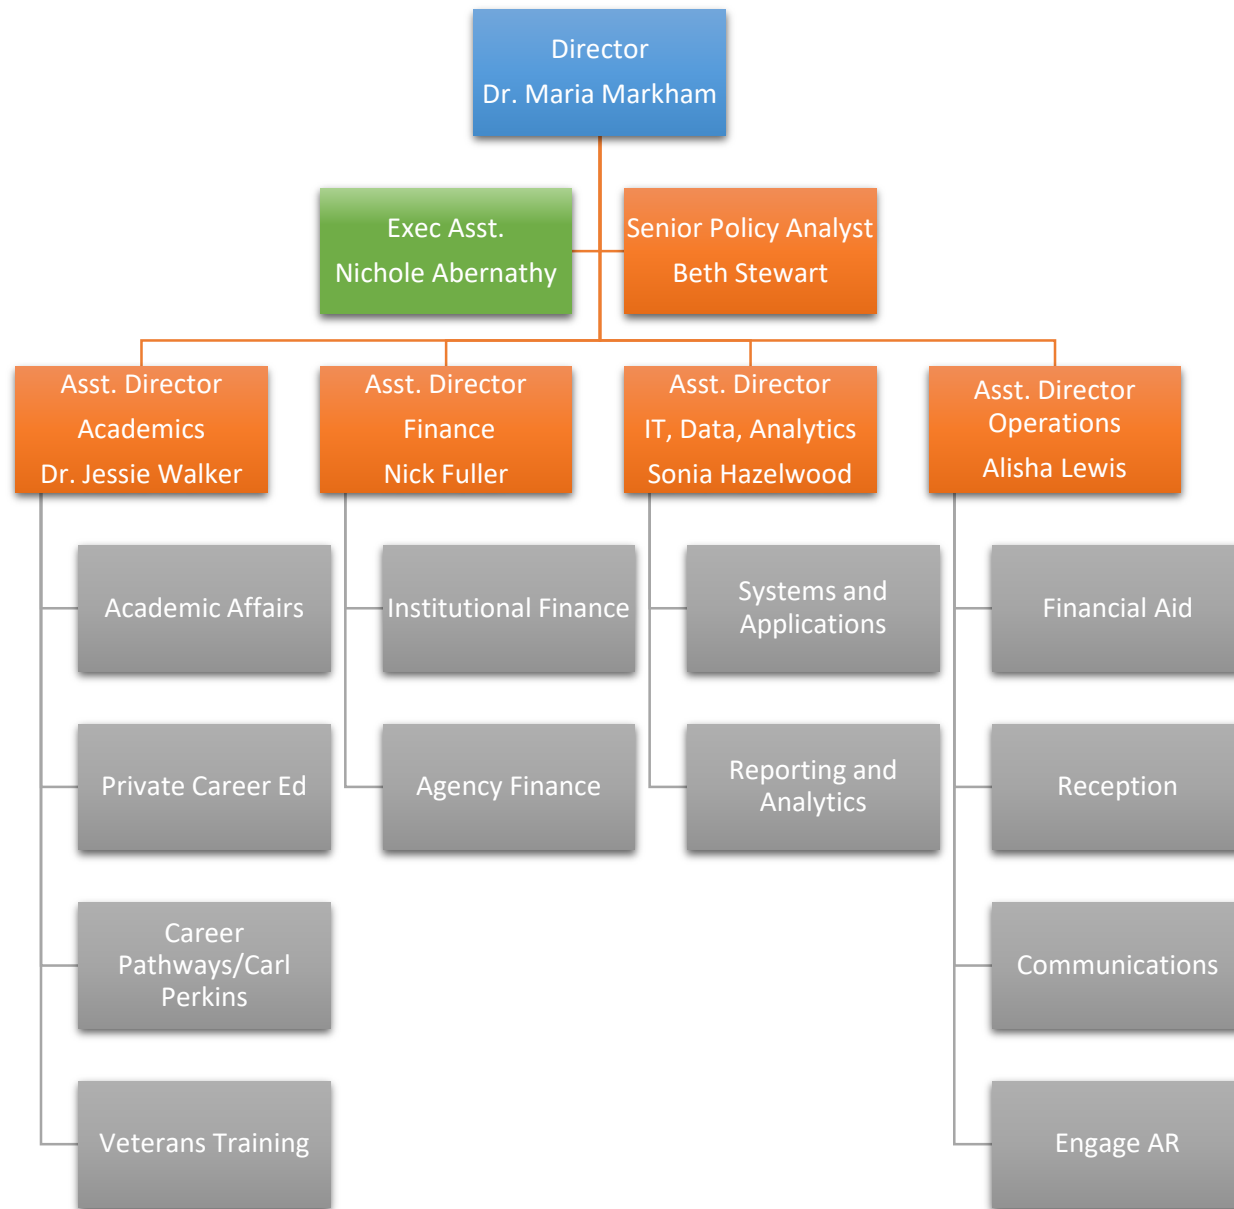 Director
Dr. Maria Markham
Exec Asst.
Nichole Abernathy
Senior Policy Analyst
Beth Stewart
Asst. Director
Academics
Dr. Jessie Walker
Asst. Director
Finance
Nick Fuller
Asst. Director
IT, Data, Analytics
Sonia Hazelwood
Asst. Director
Operations
Alisha Lewis
Academic Affairs
Private Career Ed
Career
Pathways/Carl
Perkins
Veterans Training
Institutional Finance
Agency Finance
Systems and
Applications
Reporting and
Analytics
Financial Aid
Reception
Communications
Engage AR